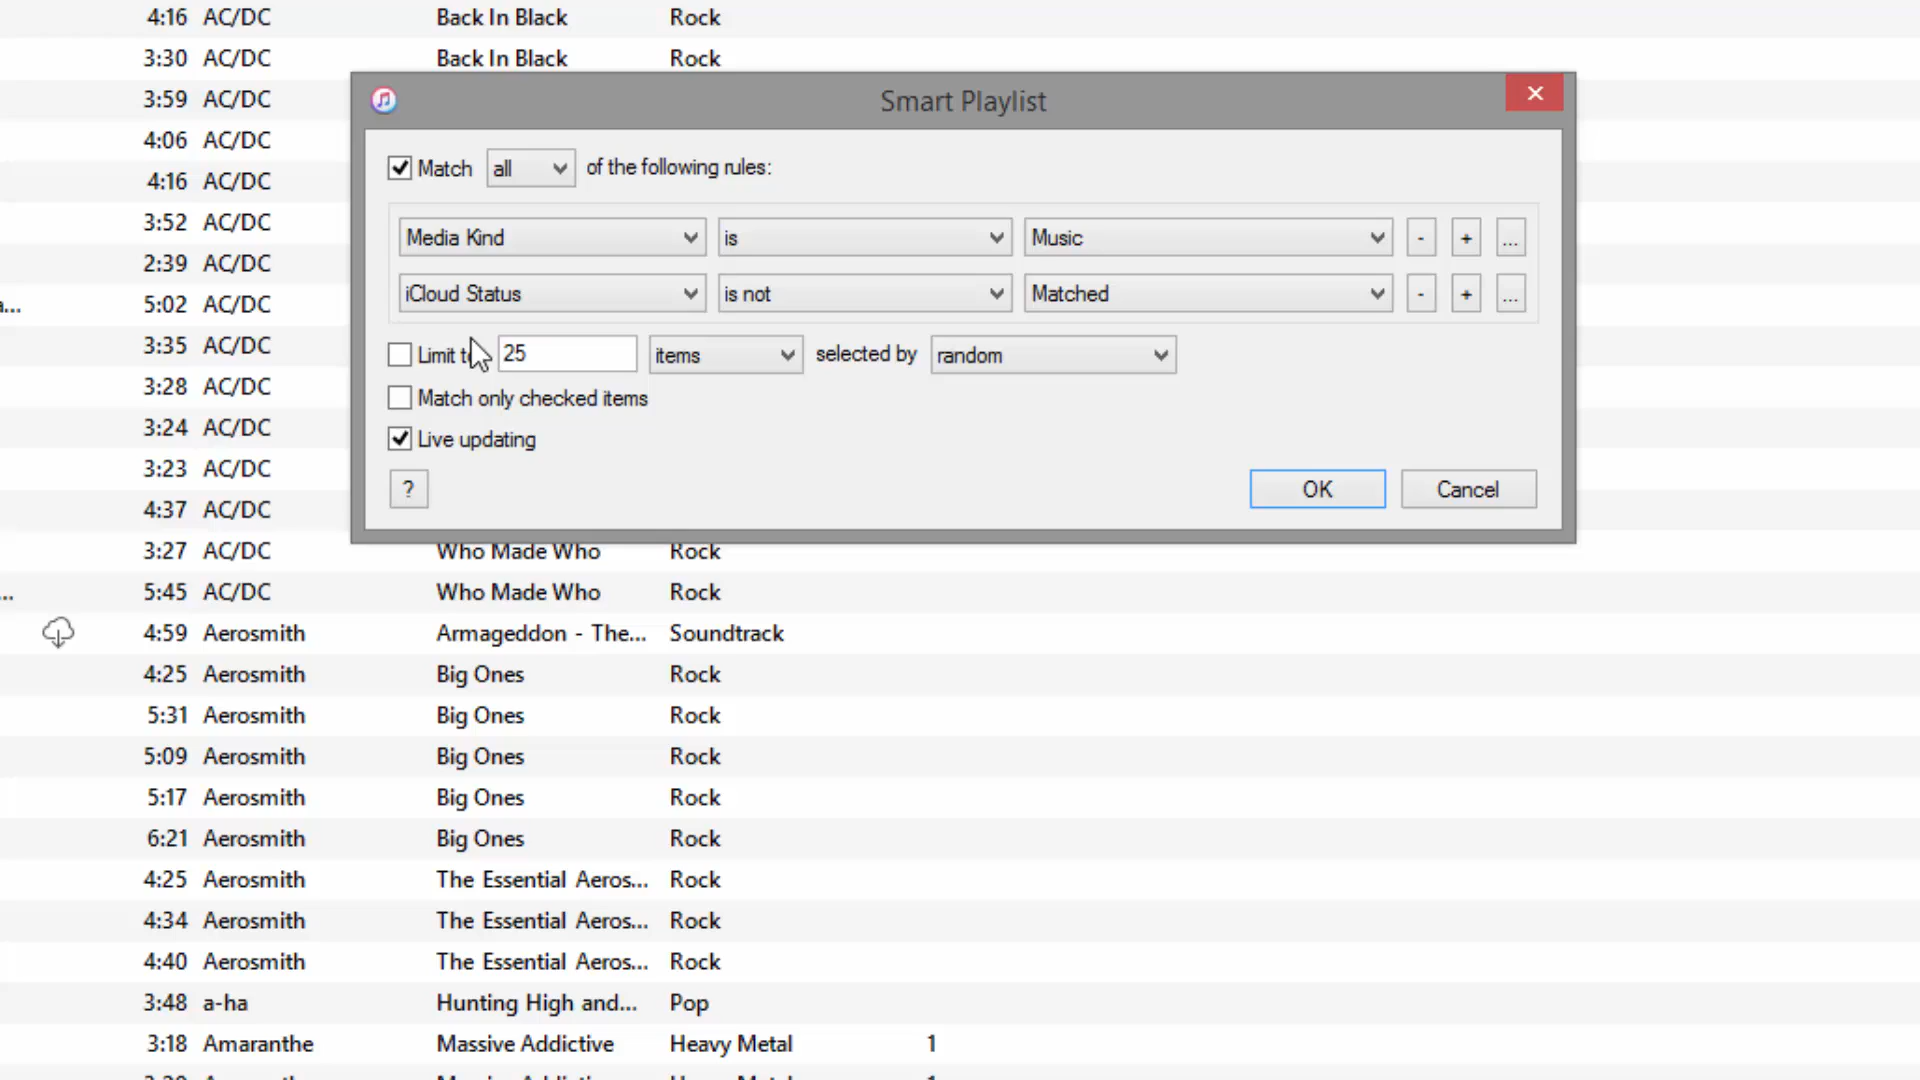 4:16 AC/DC Back In Black Rock
3:30 AC/DC Back In Black Rock
3:59 AC/DC
Smart Playlist
4:06 AC/DC
Match all of the following rules:
4:16 AC/DC
3:52 AC/DC
Media Kind is Music - + ...
2:39 AC/DC
iCloud Status is not Matched - + ...
a... 5:02 AC/DC
3:35 AC/DC
Limit 25 items selected by random
3:28 AC/DC
Match only checked items
3:24 AC/DC
Live updating
3:23 AC/DC
? OK Cancel
4:37 AC/DC
3:27 AC/DC Who Made Who Rock
... 5:45 AC/DC Who Made Who Rock
4:59 Aerosmith Armageddon - The... Soundtrack
4:25 Aerosmith Big Ones Rock
5:31 Aerosmith Big Ones Rock
5:09 Aerosmith Big Ones Rock
5:17 Aerosmith Big Ones Rock
6:21 Aerosmith Big Ones Rock
4:25 Aerosmith The Essential Aeros... Rock
4:34 Aerosmith The Essential Aeros... Rock
4:40 Aerosmith The Essential Aeros... Rock
3:48 a-ha Hunting High and... Pop
3:18 Amaranthe Massive Addictive Heavy Metal 1